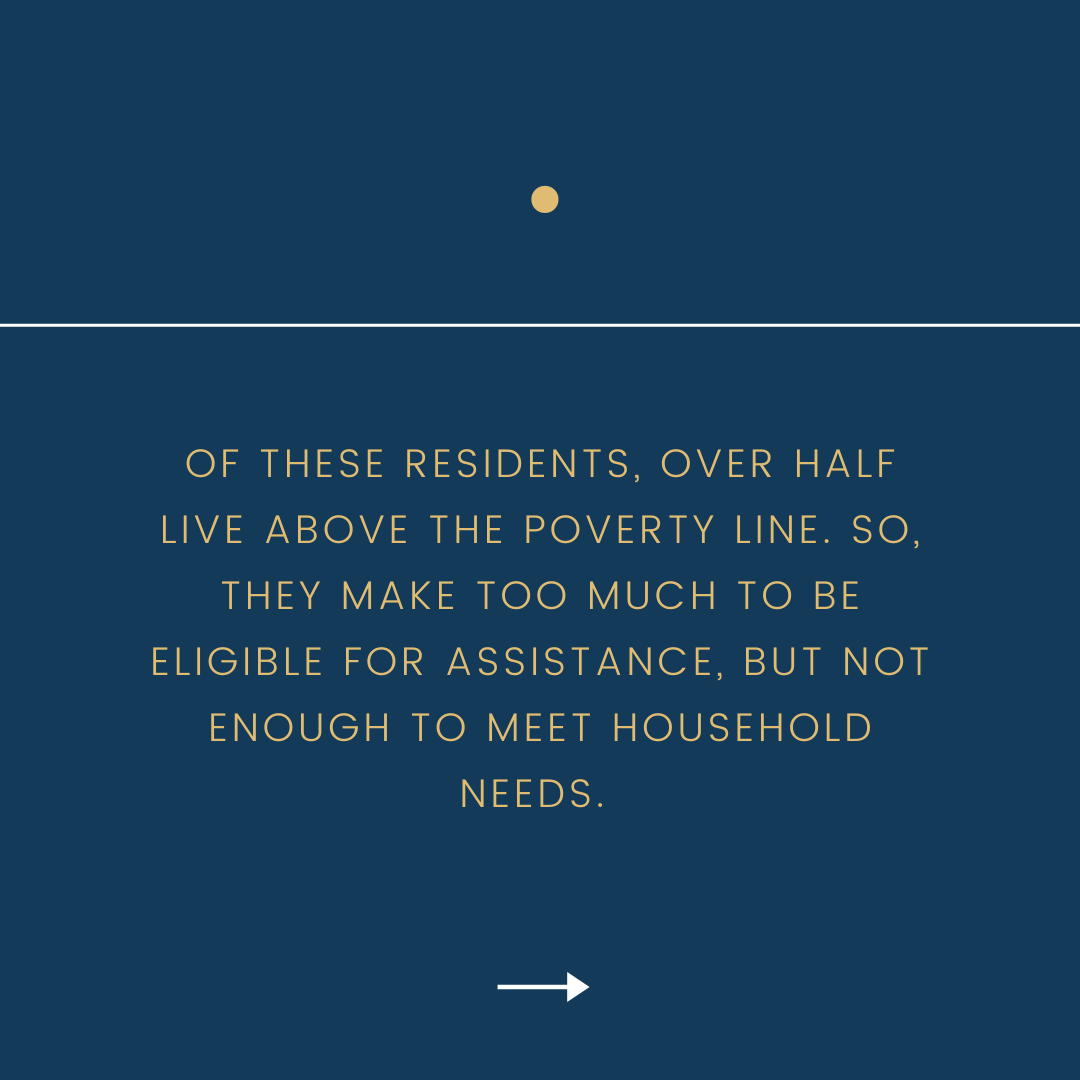 OF THESE RESIDENTS, OVER HALF
LIVE ABOVE THE POVERTY LINE. SO,
THEY MAKE TOO MUCH TO BE
ELIGIBLE FOR ASSISTANCE, BUT NOT
ENOUGH TO MEET HOUSEHOLD
NEEDS.